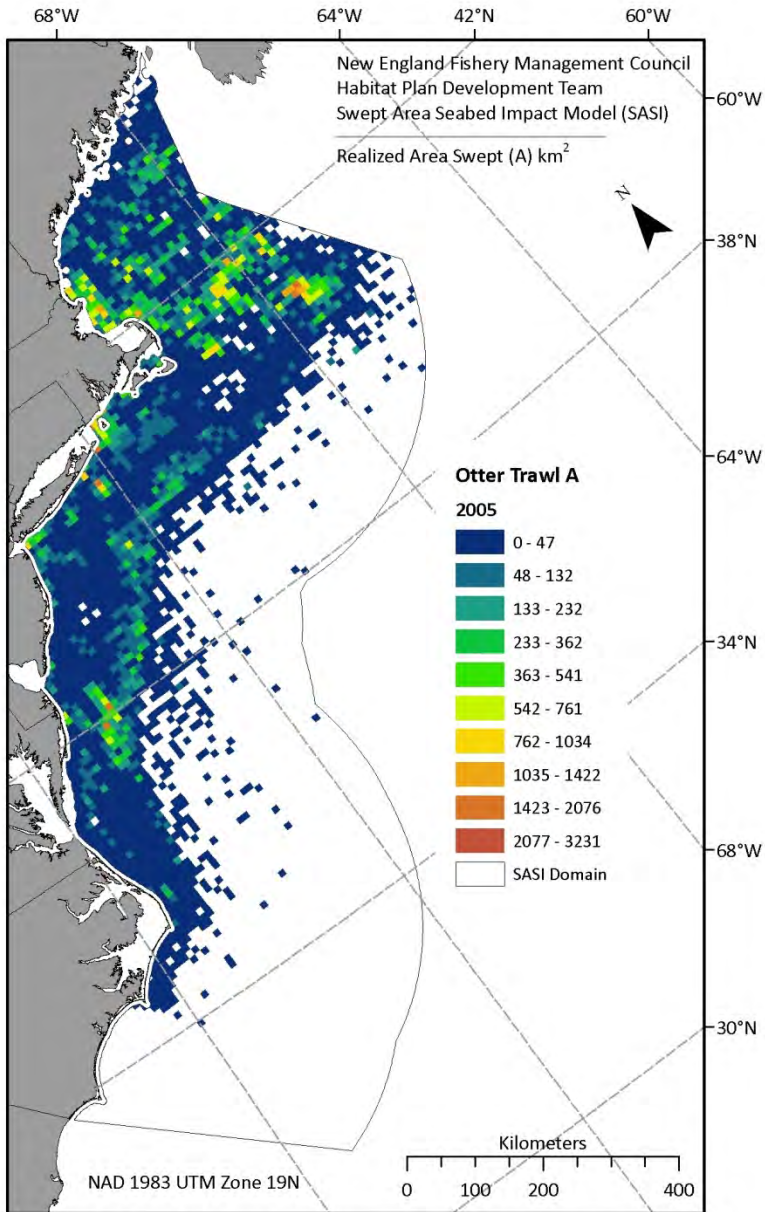 68°W 64°W 42°N 60°W
New England Fishery Management Council
Habitat Plan Development Team
Swept Area Seabed Impact Model (SASI)
Realized Area Swept (A) km²
60°W
N
38°N
64°W
Otter Trawl A
2005
0 - 47
48 - 132
133 - 232
233 - 362
363 - 541
542 - 761
762 - 1034
1035 - 1422
1423 - 2076
2077 - 3231
SASI Domain
34°N
68°W
30°N
Kilometers
0 100 200 400
NAD 1983 UTM Zone 19N